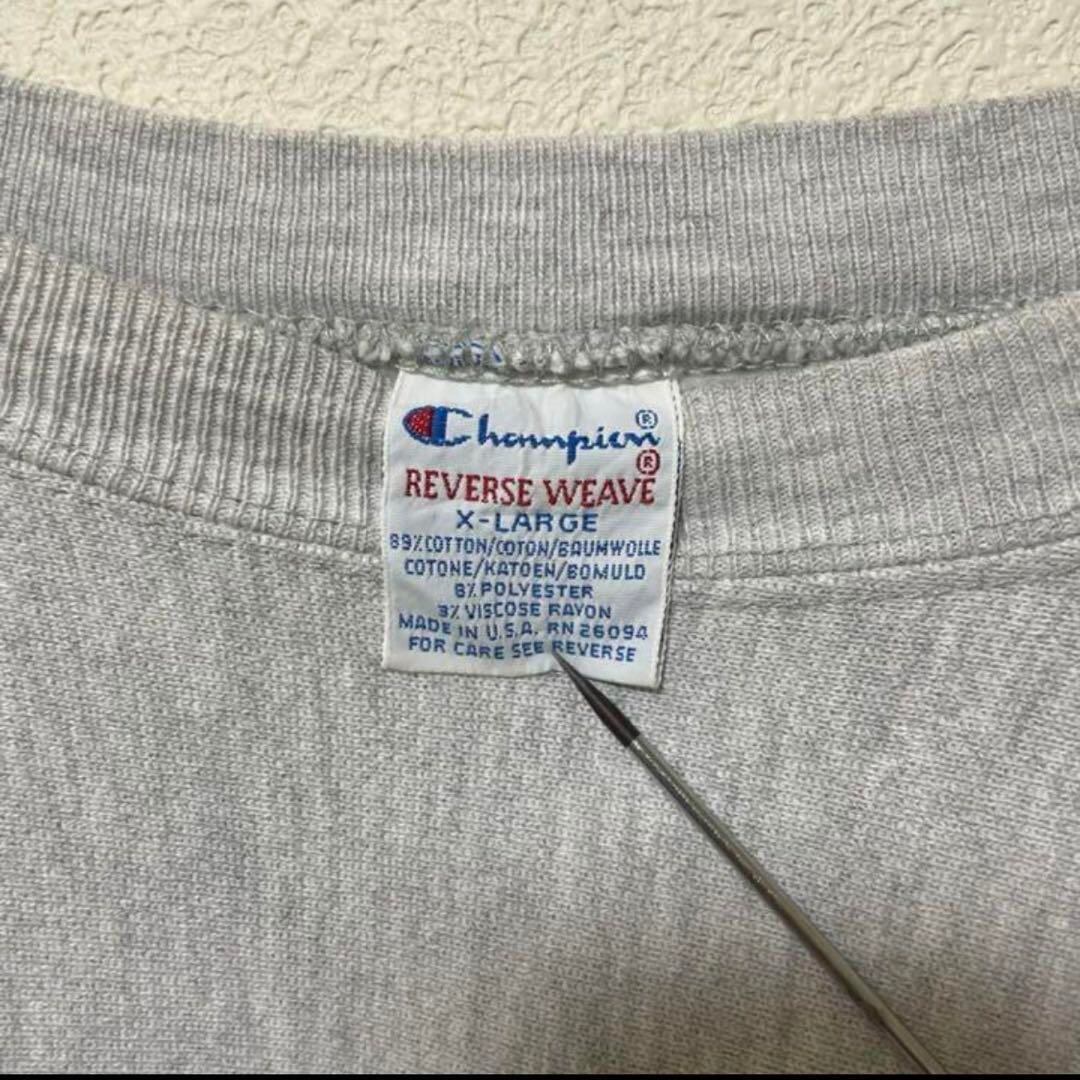 Champion®
REVERSE WEAVE®
X-LARGE
89% COTTON/COTON/BAUMWOLLE
COTONE/KATOEN/BOMULD
8% POLYESTER
3% VISCOSE RAYON
MADE IN U.S.A. RN 26094
FOR CARE SEE REVERSE